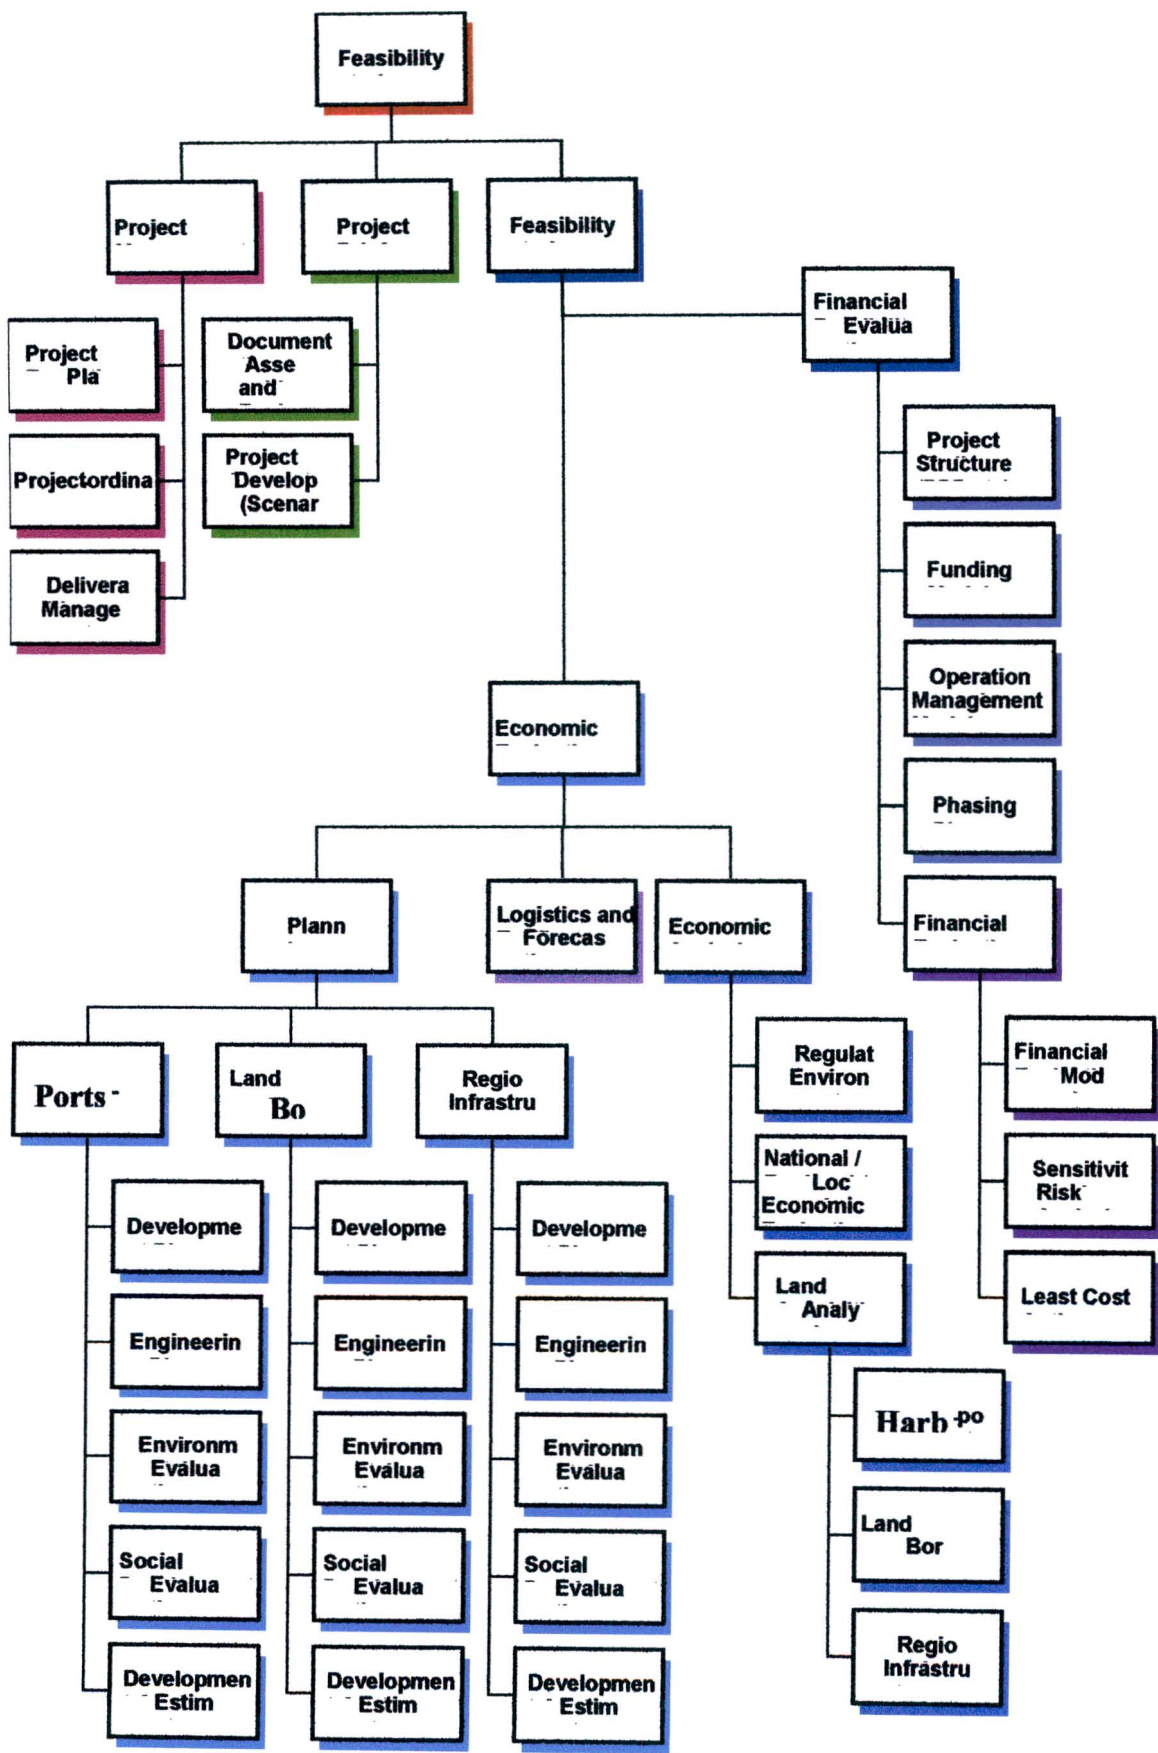 Feasibility
Project
Project
Feasibility
Financial
Evalua
Project
Pla
Document
Asse
and
Project
Structure
Projectordina
Project
Develop
(Scenar
Funding
Delivera
Manage
Operation
Management
Economic
Phasing
Plann
Logistics and
Forecas
Economic
Financial
Ports -
Land
Bo
Regio
Infrastru
Regulat
Environ
Financial
Mod
National /
Loc
Economic
Sensitivit
Risk
Developme
Developme
Developme
Land
Analy
Least Cost
Engineerin
Engineerin
Engineerin
Harb -po
Environm
Evalua
Environm
Evalua
Environm
Evalua
Land
Bor
Social
Evalua
Social
Evalua
Social
Evalua
Regio
Infrastru
Developmen
Estim
Developmen
Estim
Developmen
Estim